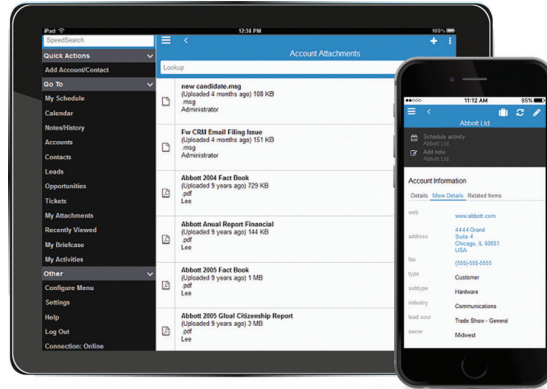 iPad
12:38 PM
100%
SpeedSearch
Quick Actions
Add Account/Contact
Go To
My Schedule
Calendar
Notes/History
Accounts
Contacts
Leads
Opportunities
Tickets
My Attachments
Recently Viewed
My Briefcase
My Activities
Other
Configure Menu
Settings
Help
Log Out
Connection: Online
Account Attachments
Lookup
new candidate.msg
(Uploaded 4 months ago) 108 KB
.msg
Administrator
Fw CRM Email Filing Issue
(Uploaded 4 months ago) 151 KB
.msg
Administrator
Abbott 2004 Fact Book
(Uploaded 9 years ago) 729 KB
.pdf
Lee
Abbott Anual Report Financial
(Uploaded 9 years ago) 144 KB
.pdf
Lee
Abbott 2005 Fact Book
(Uploaded 9 years ago) 1 MB
.pdf
Lee
Abbott 2005 Gloal Citizenship Report
(Uploaded 9 years ago) 3 MB
.pdf
Lee
11:12 AM
86%
Abbott Ltd.
Schedule activity
Abbott Ltd.
Add note
Abbott Ltd.
Account Information
Details More Details Related Items
web www.abbott.com
address 4444 Grand
Suite 4
Chicago, IL 60651
USA
fax (555)-555-5555
type Customer
subtype Hardware
industry Communications
lead sour Trade Show - General
owner Midwest